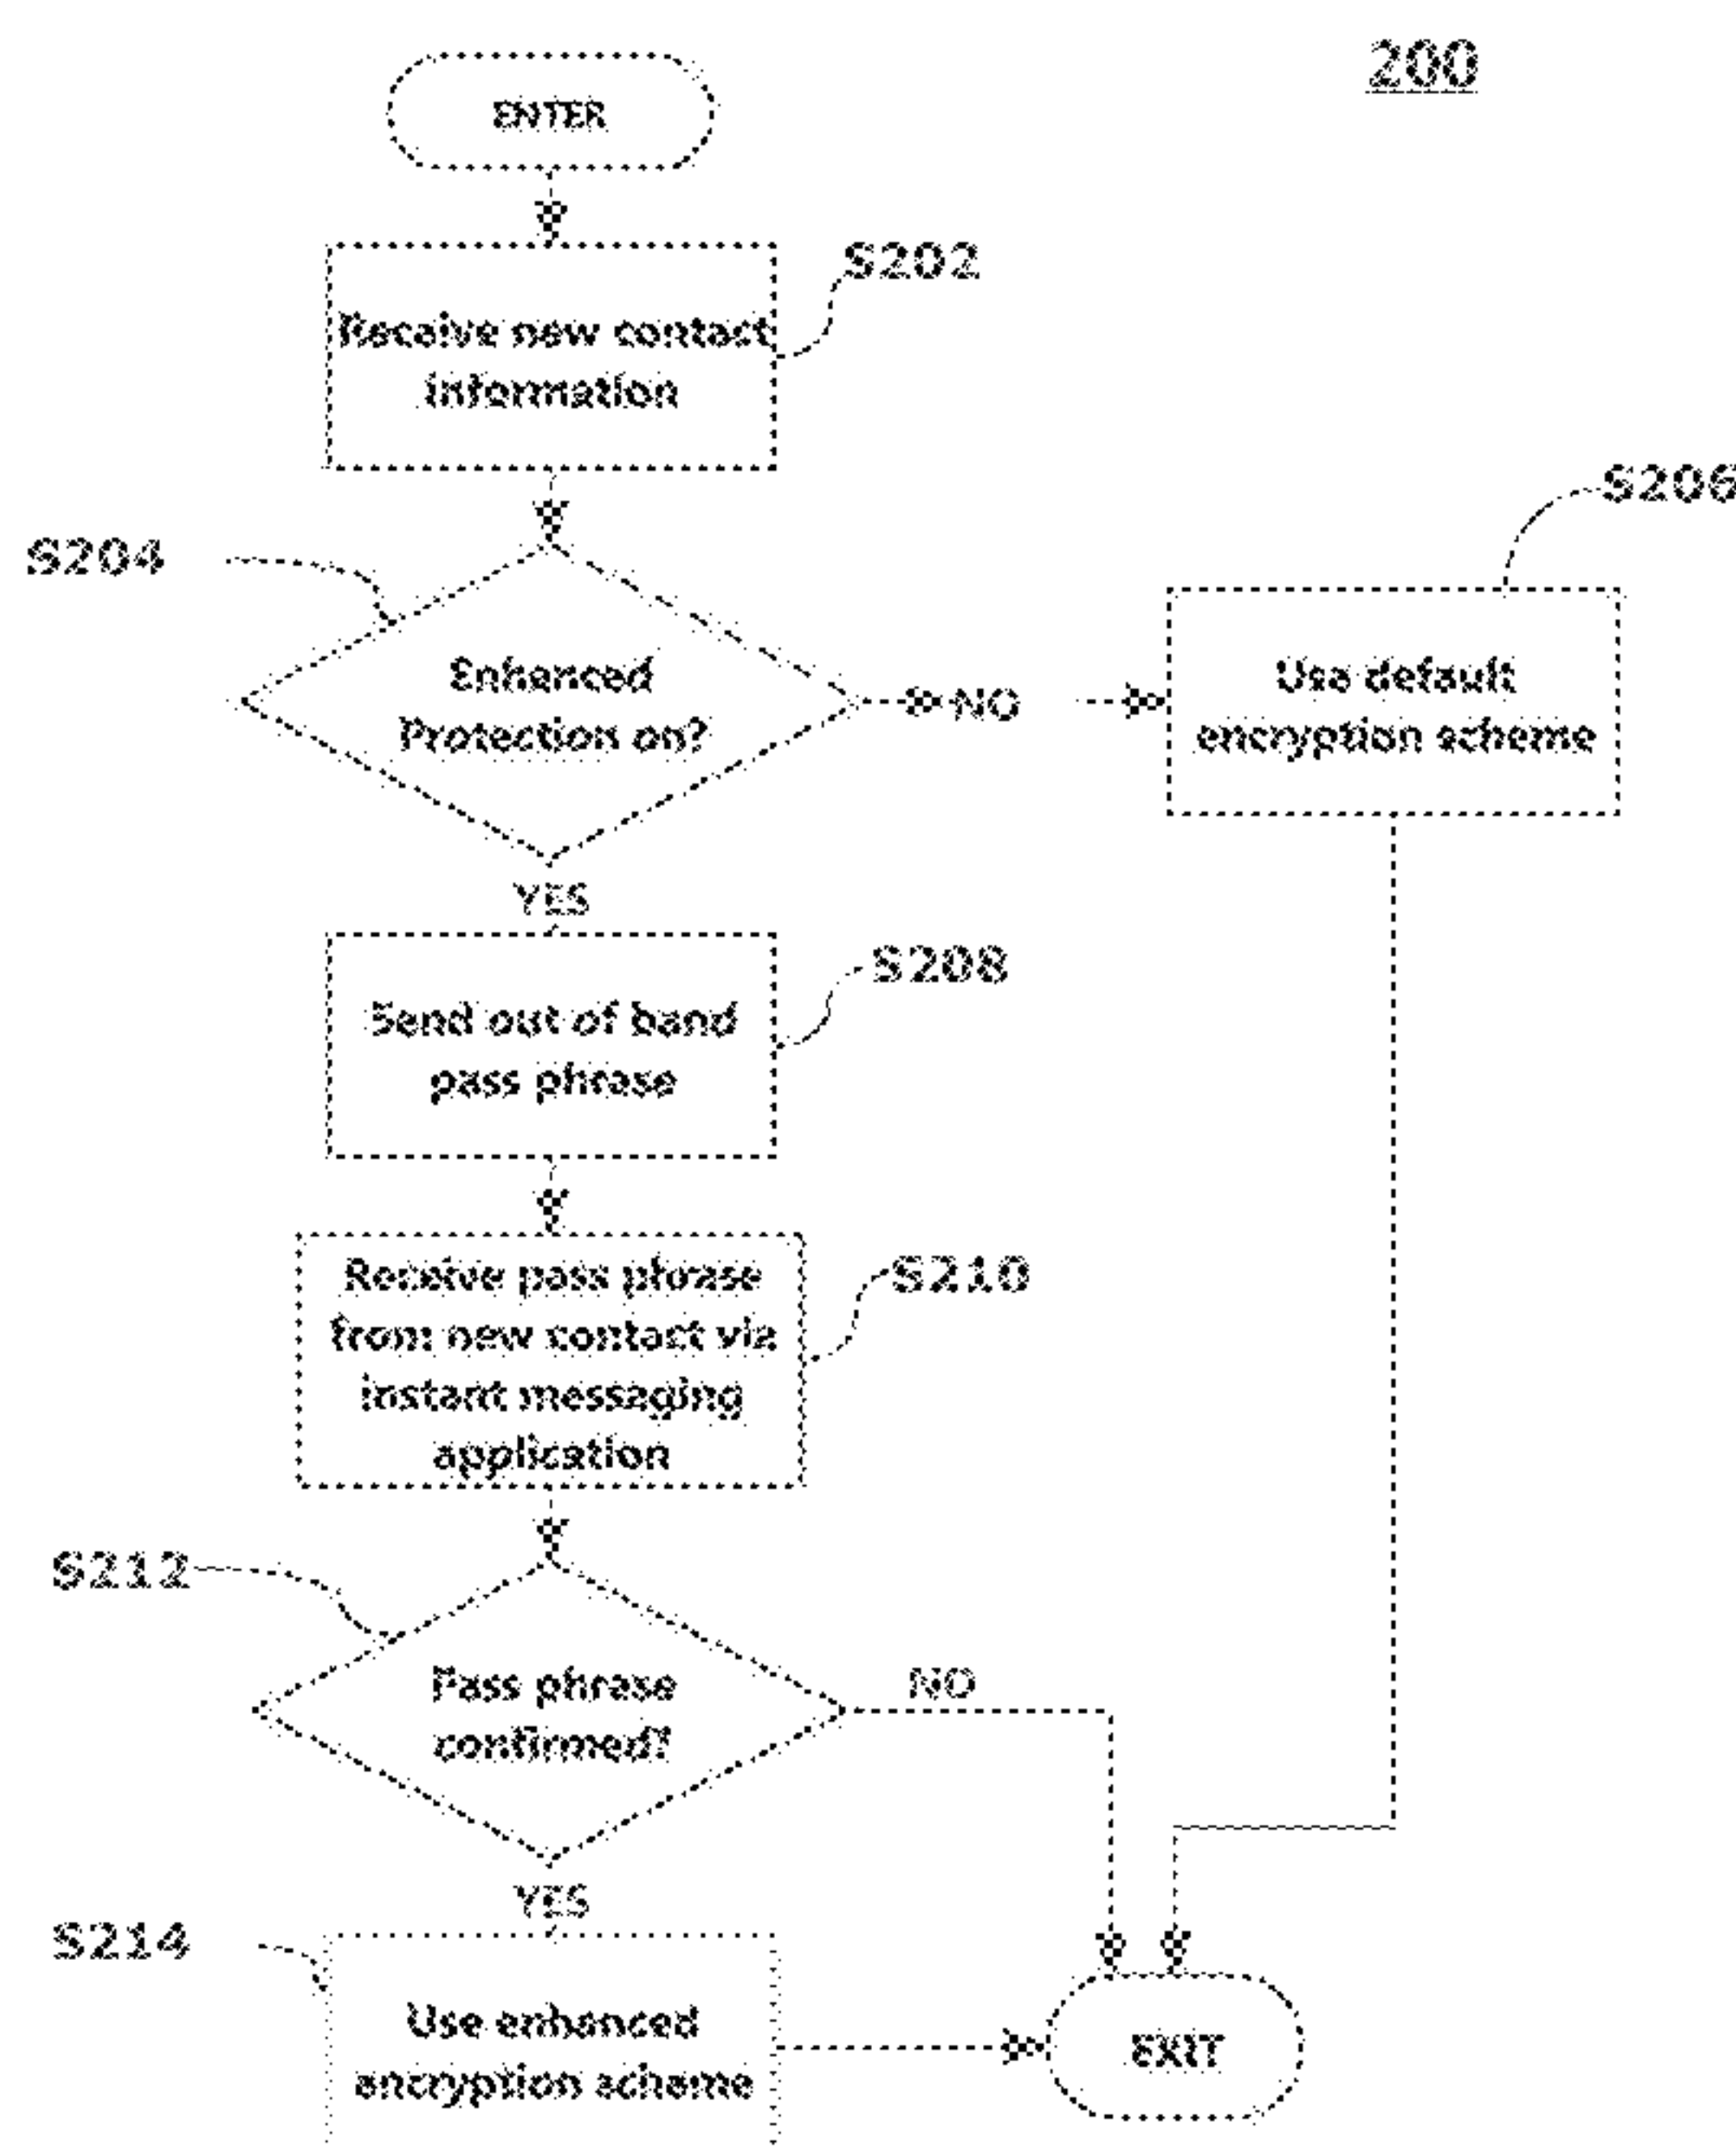 200
ENTER
S202
Receive new contact
information
S204
S206
Enhanced
Protection on?
NO
Use default
encryption scheme
YES
S208
Send out of band
pass phrase
S210
Receive pass phrase
from new contact via
instant messaging
application
S212
Pass phrase
confirmed?
NO
YES
S214
Use enhanced
encryption scheme
EXIT